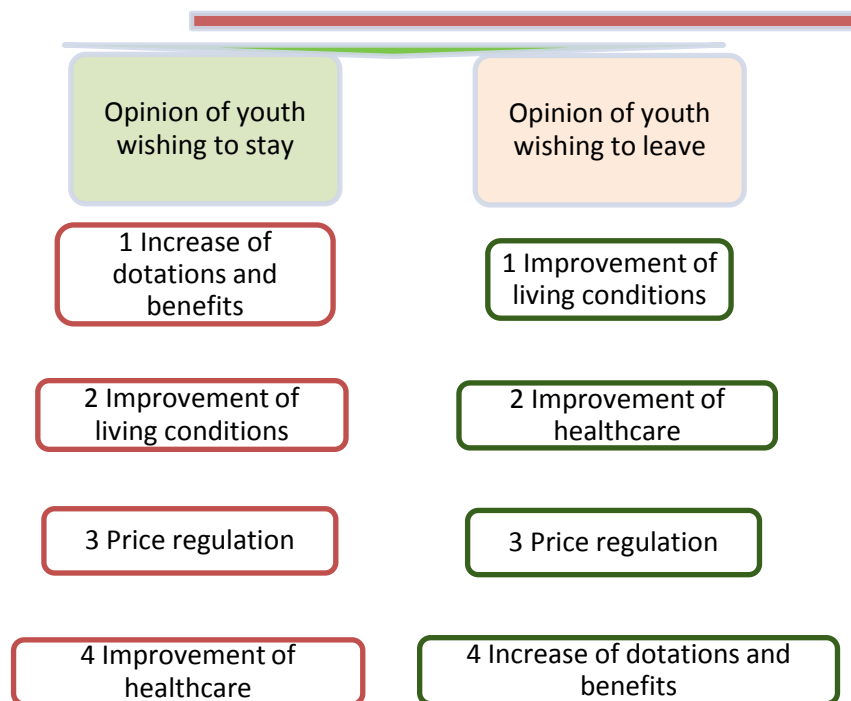 Opinion of youth
wishing to stay
1 Increase of
dotations and
benefits
2 Improvement of
living conditions
3 Price regulation
4 Improvement of
healthcare
Opinion of youth
wishing to leave
1 Improvement of
living conditions
2 Improvement of
healthcare
3 Price regulation
4 Increase of dotations and
benefits